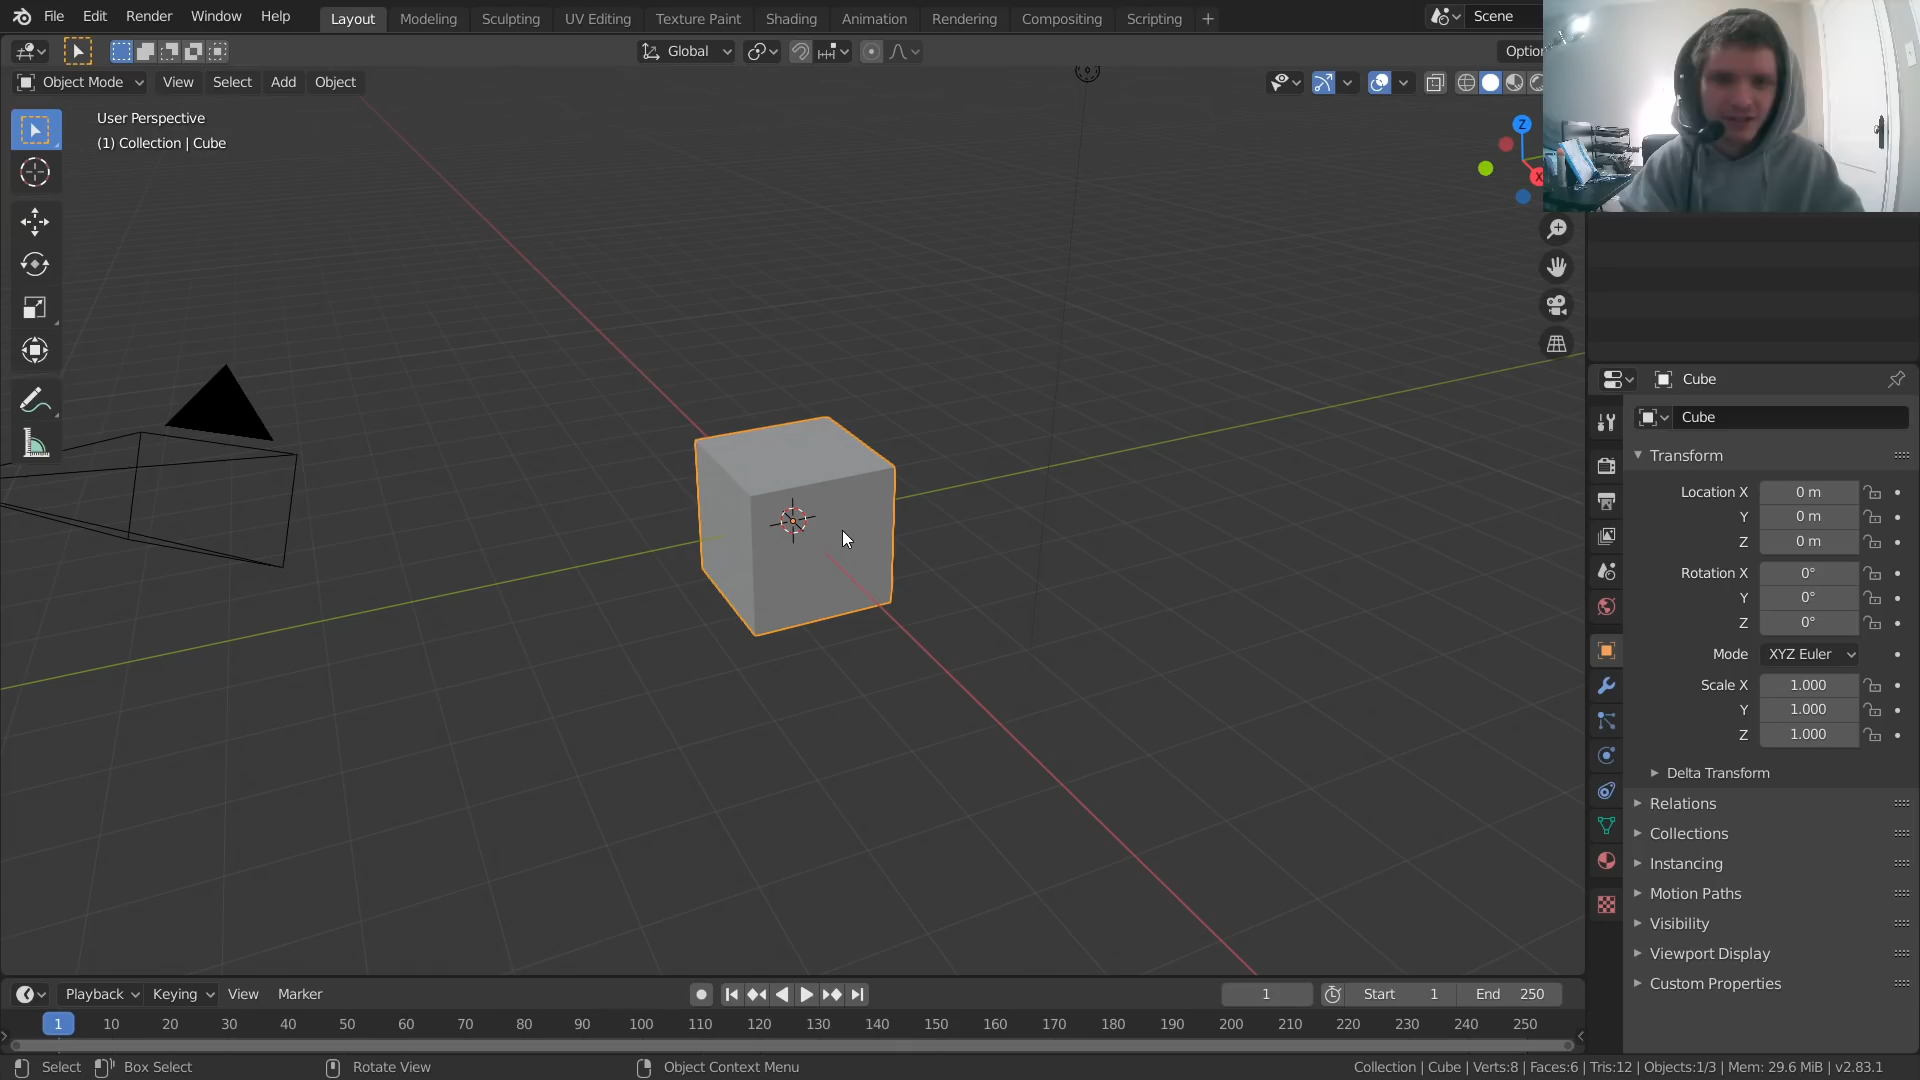 File Edit Render Window Help Layout Modeling Sculpting UV Editing Texture Paint Shading Animation Rendering Compositing Scripting + Scene
Global
Object Mode View Select Add Object
User Perspective
(1) Collection | Cube
Z
X
Cube
Cube
Transform
Location X 0 m
Y 0 m
Z 0 m
Rotation X 0°
Y 0°
Z 0°
Mode XYZ Euler
Scale X 1.000
Y 1.000
Z 1.000
Delta Transform
Relations
Collections
Instancing
Motion Paths
Visibility
Viewport Display
Custom Properties
Playback Keying View Marker 1 Start 1 End 250
1 10 20 30 40 50 60 70 80 90 100 110 120 130 140 150 160 170 180 190 200 210 220 230 240 250
Select Box Select Rotate View Object Context Menu Collection | Cube | Verts:8 | Faces:6 | Tris:12 | Objects:1/3 | Mem: 29.6 MiB | v2.83.1